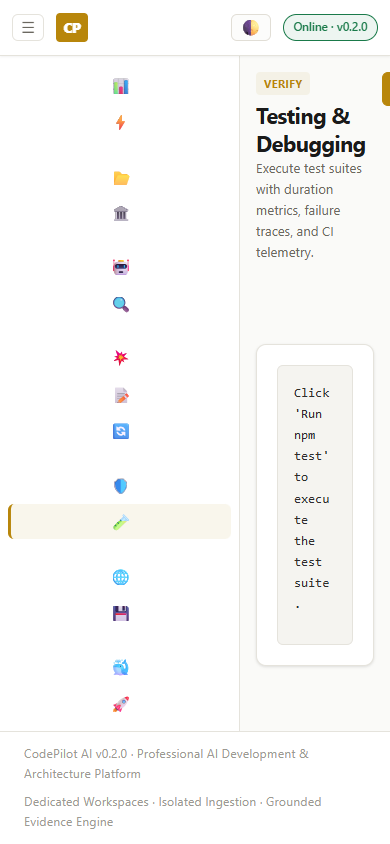 CP
Online · v0.2.0
VERIFY
Testing &
Debugging
Execute test suites
with duration
metrics, failure
traces, and CI
telemetry.
Click
'Run
npm
test'
to
execu
te
the
test
suite
.
CodePilot AI v0.2.0 · Professional AI Development &
Architecture Platform
Dedicated Workspaces · Isolated Ingestion · Grounded
Evidence Engine